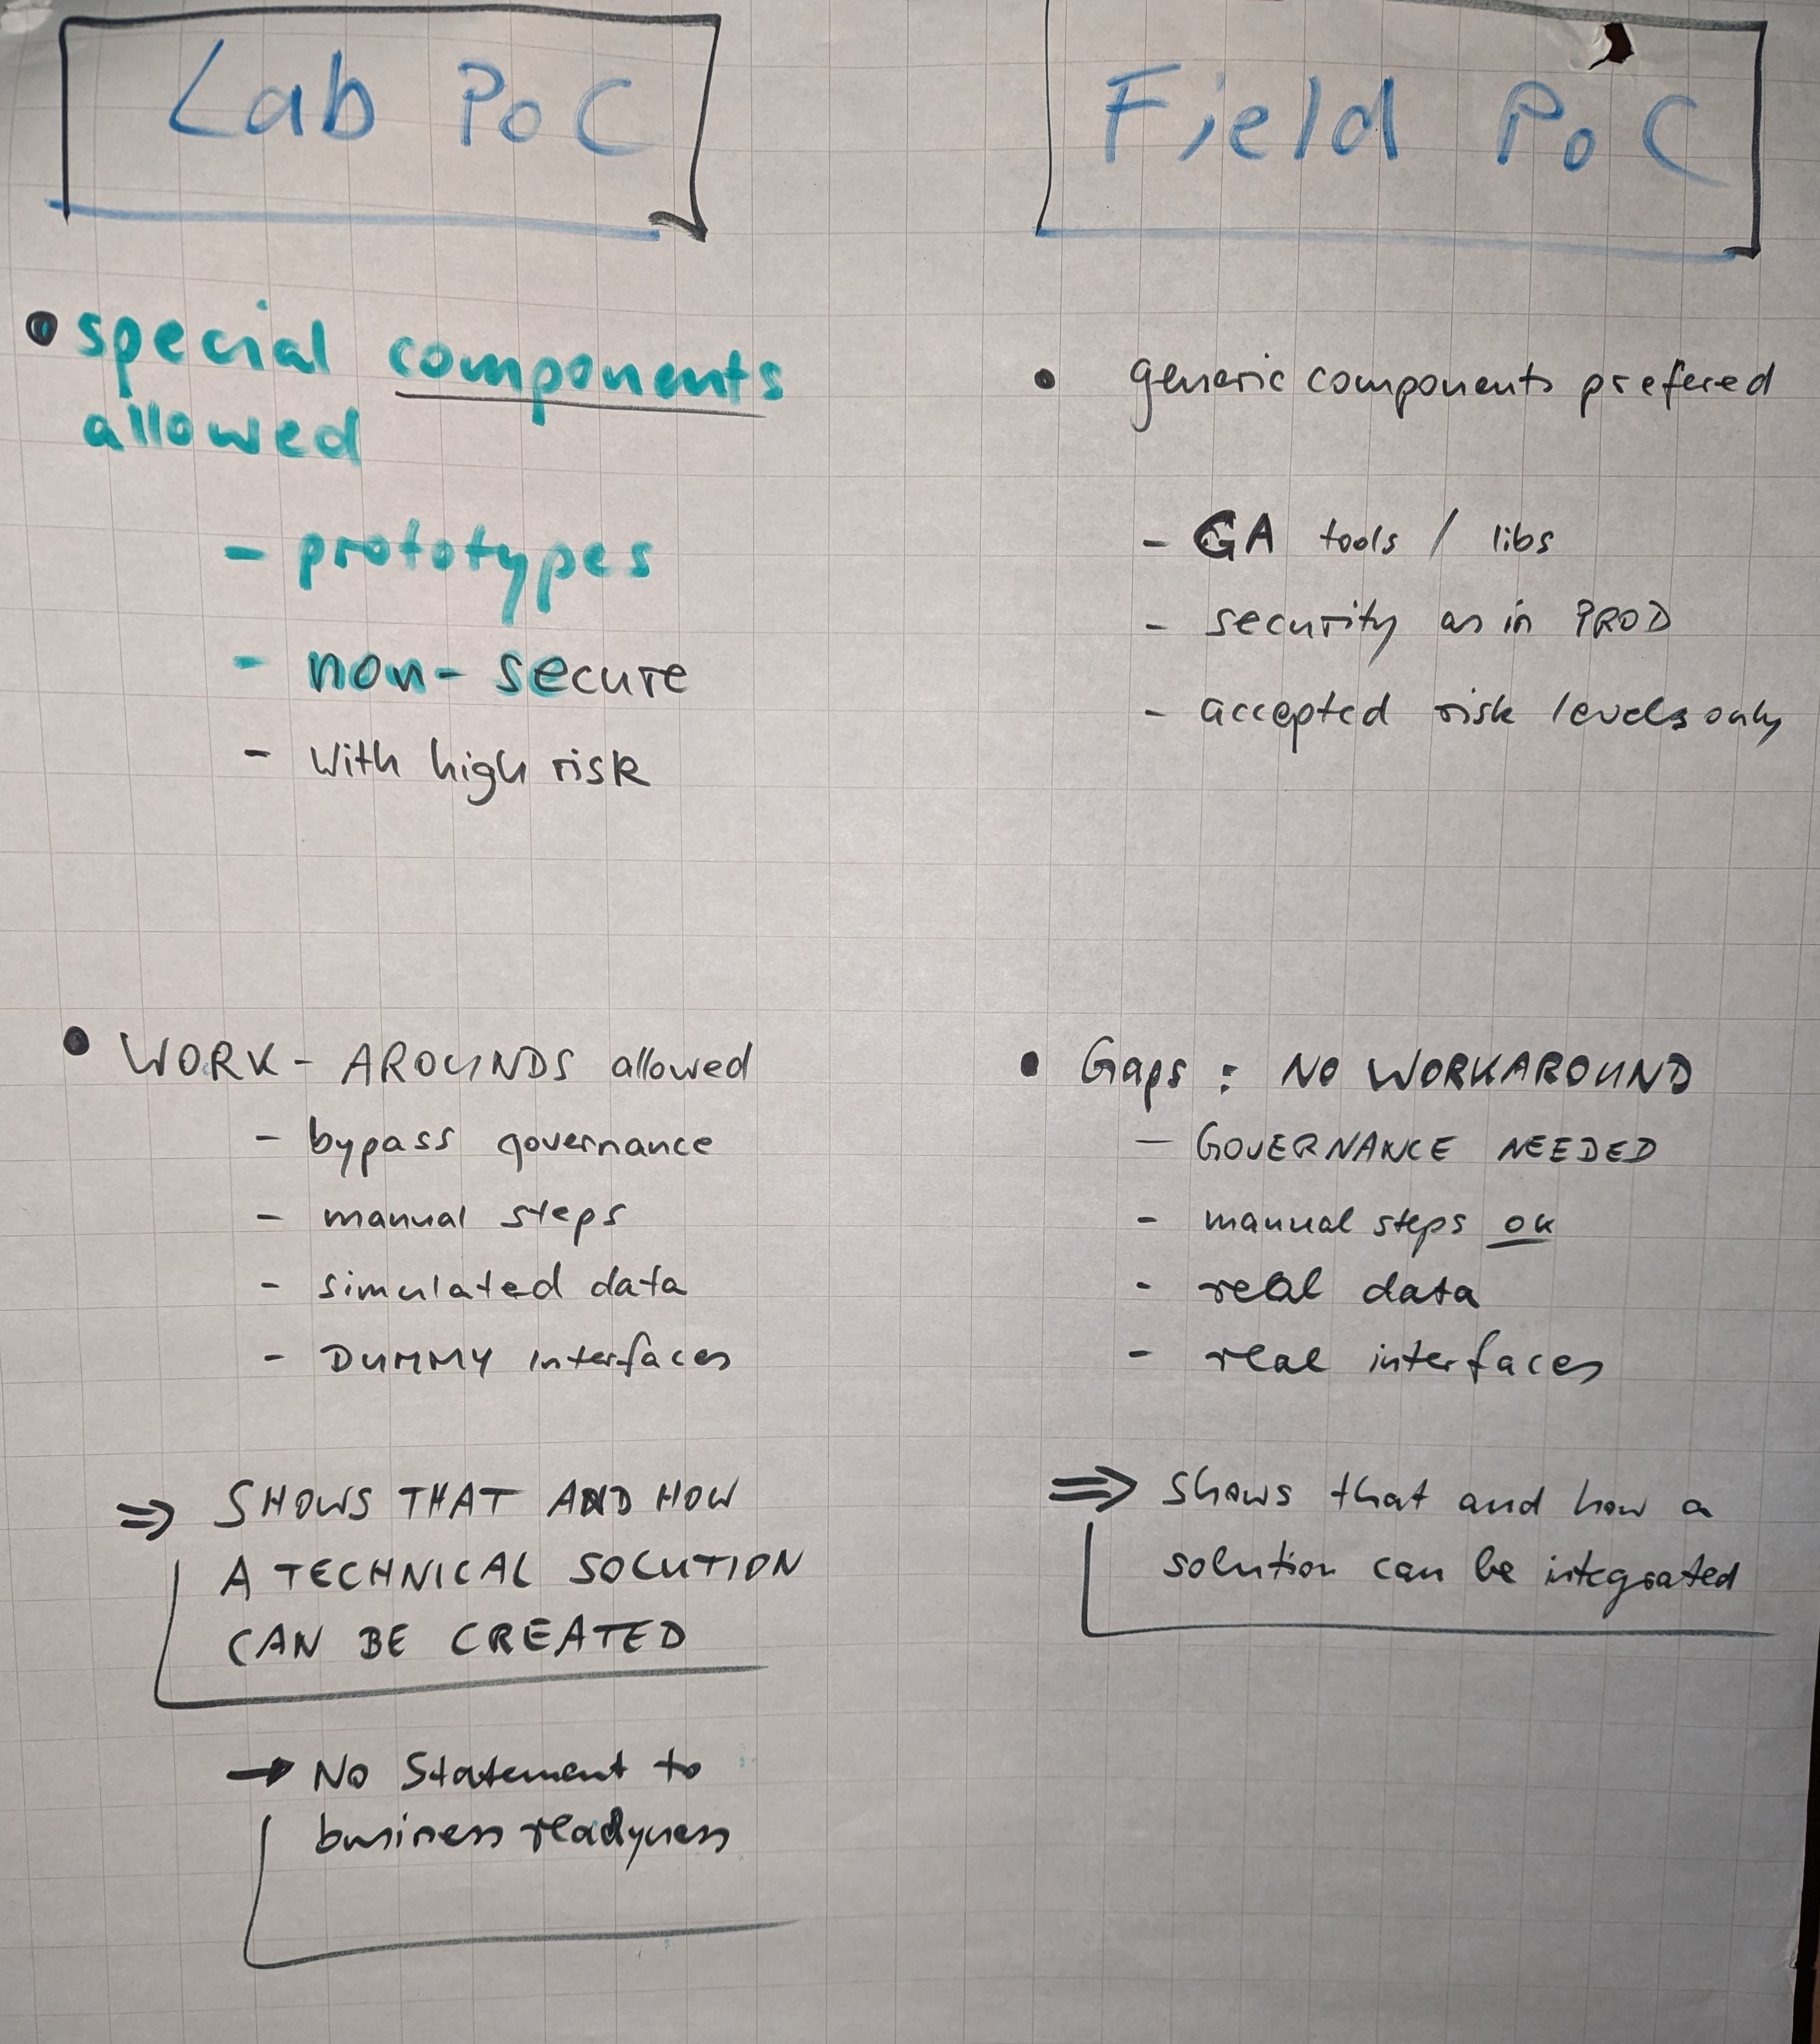 Lab PoC
• special components
allowed
- prototypes
- non-secure
- with high risk
• WORK-AROUNDS allowed
- bypass governance
- manual steps
- simulated data
- DUMMY interfaces
⇒ SHOWS THAT AND HOW
A TECHNICAL SOLUTION
CAN BE CREATED
→ No Statement to
business readyness
Field PoC
• generic components prefered
- GA tools / libs
- security as in PROD
- accepted risk levels only
• Gaps: NO WORKAROUND
- GOVERNANCE NEEDED
- manual steps ok
- real data
- real interfaces
⇒ shows that and how a
solution can be integrated